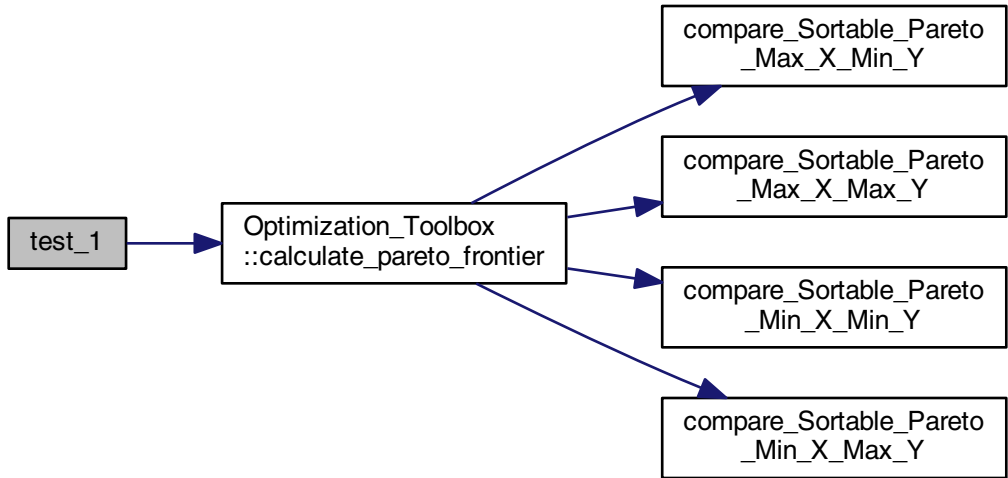 test_1
Optimization_Toolbox
::calculate_pareto_frontier
compare_Sortable_Pareto
_Max_X_Min_Y
compare_Sortable_Pareto
_Max_X_Max_Y
compare_Sortable_Pareto
_Min_X_Min_Y
compare_Sortable_Pareto
_Min_X_Max_Y